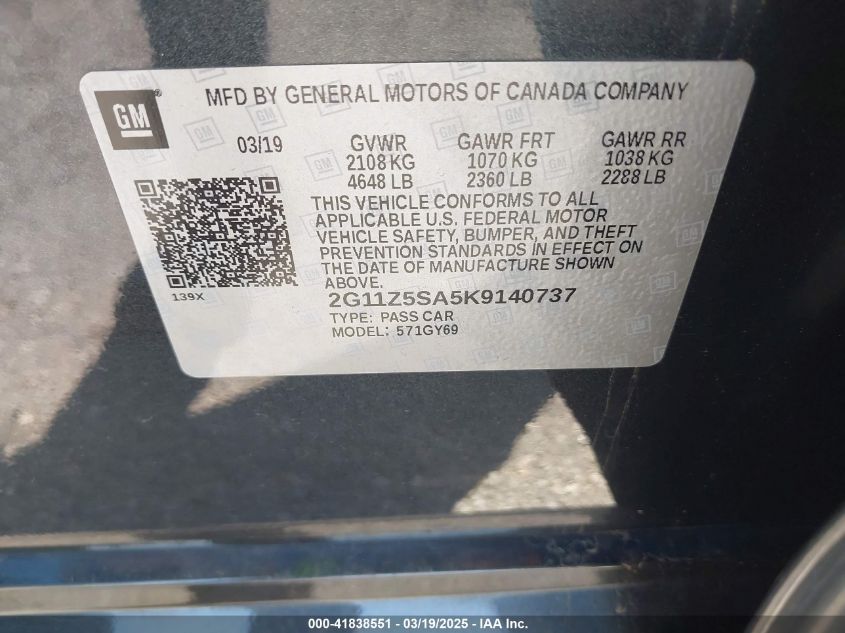 GM
MFD BY GENERAL MOTORS OF CANADA COMPANY
03/19
GVWR GAWR FRT GAWR RR
2108 KG 1070 KG 1038 KG
4648 LB 2360 LB 2288 LB
THIS VEHICLE CONFORMS TO ALL
APPLICABLE U.S. FEDERAL MOTOR
VEHICLE SAFETY, BUMPER, AND THEFT
PREVENTION STANDARDS IN EFFECT ON
THE DATE OF MANUFACTURE SHOWN
ABOVE.
139X
2G11Z5SA5K9140737
TYPE: PASS CAR
MODEL: 571GY69
000-41838551 - 03/19/2025 - IAA Inc.